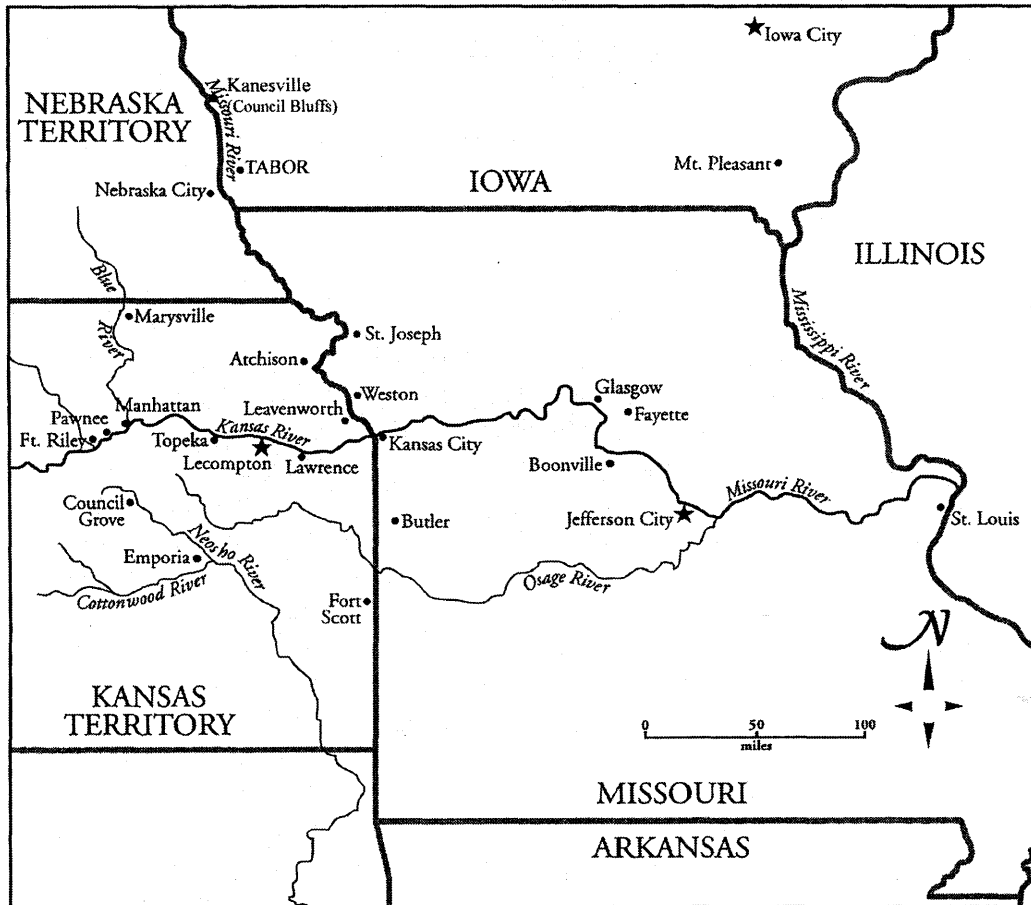 Iowa City
Kanesville
(Council Bluffs)
Missouri River
NEBRASKA
TERRITORY
TABOR
Mt. Pleasant
Nebraska City
IOWA
ILLINOIS
Blue
River
Marysville
Mississippi River
St. Joseph
Atchison
Weston
Glasgow
Fayette
Leavenworth
Manhattan
Pawnee
Ft. Riley
Topeka
Kansas River
Kansas City
Lecompton
Lawrence
Boonville
Missouri River
Council
Grove
Butler
Jefferson City
St. Louis
Neosho River
Emporia
Cottonwood River
Osage River
Fort
Scott
N
KANSAS
TERRITORY
0 50 100
miles
MISSOURI
ARKANSAS